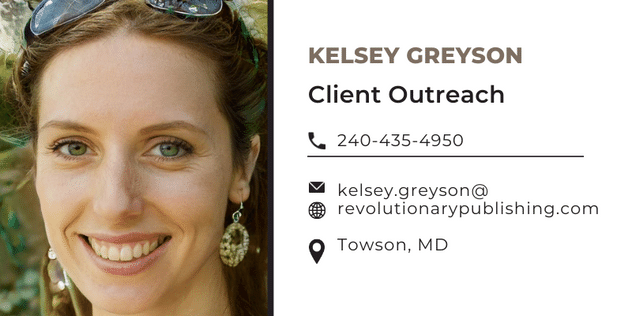 KELSEY GREYSON
Client Outreach
240-435-4950
kelsey.greyson@
revolutionarypublishing.com
Towson, MD